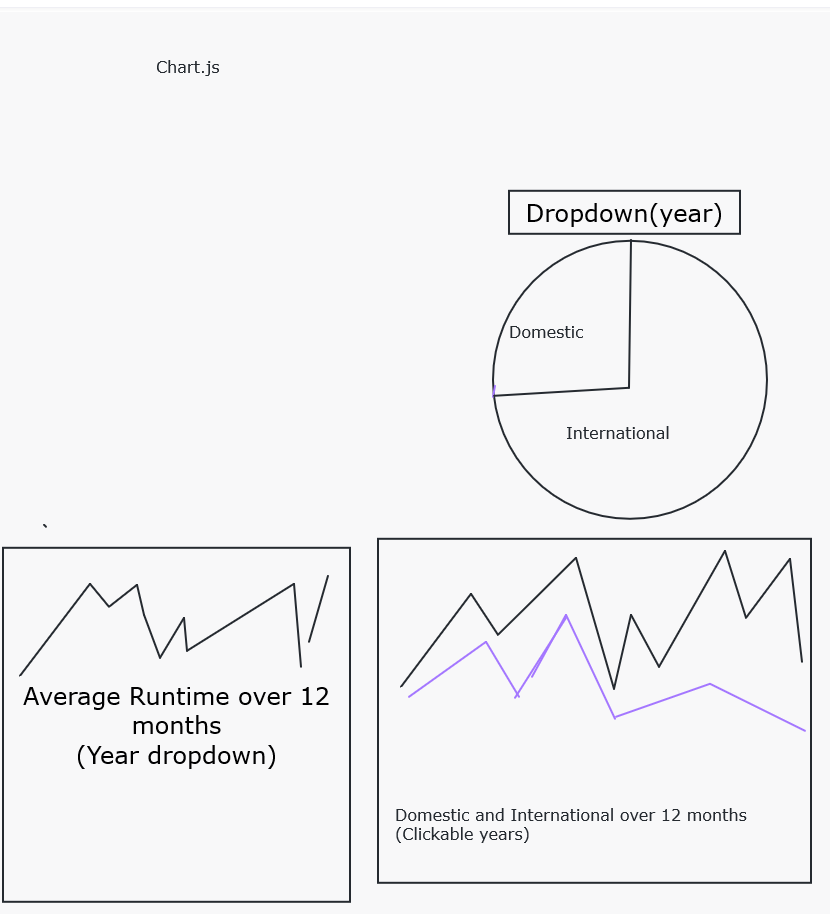 Chart.js
Dropdown(year)
Domestic
International
Average Runtime over 12
months
(Year dropdown)
Domestic and International over 12 months
(Clickable years)